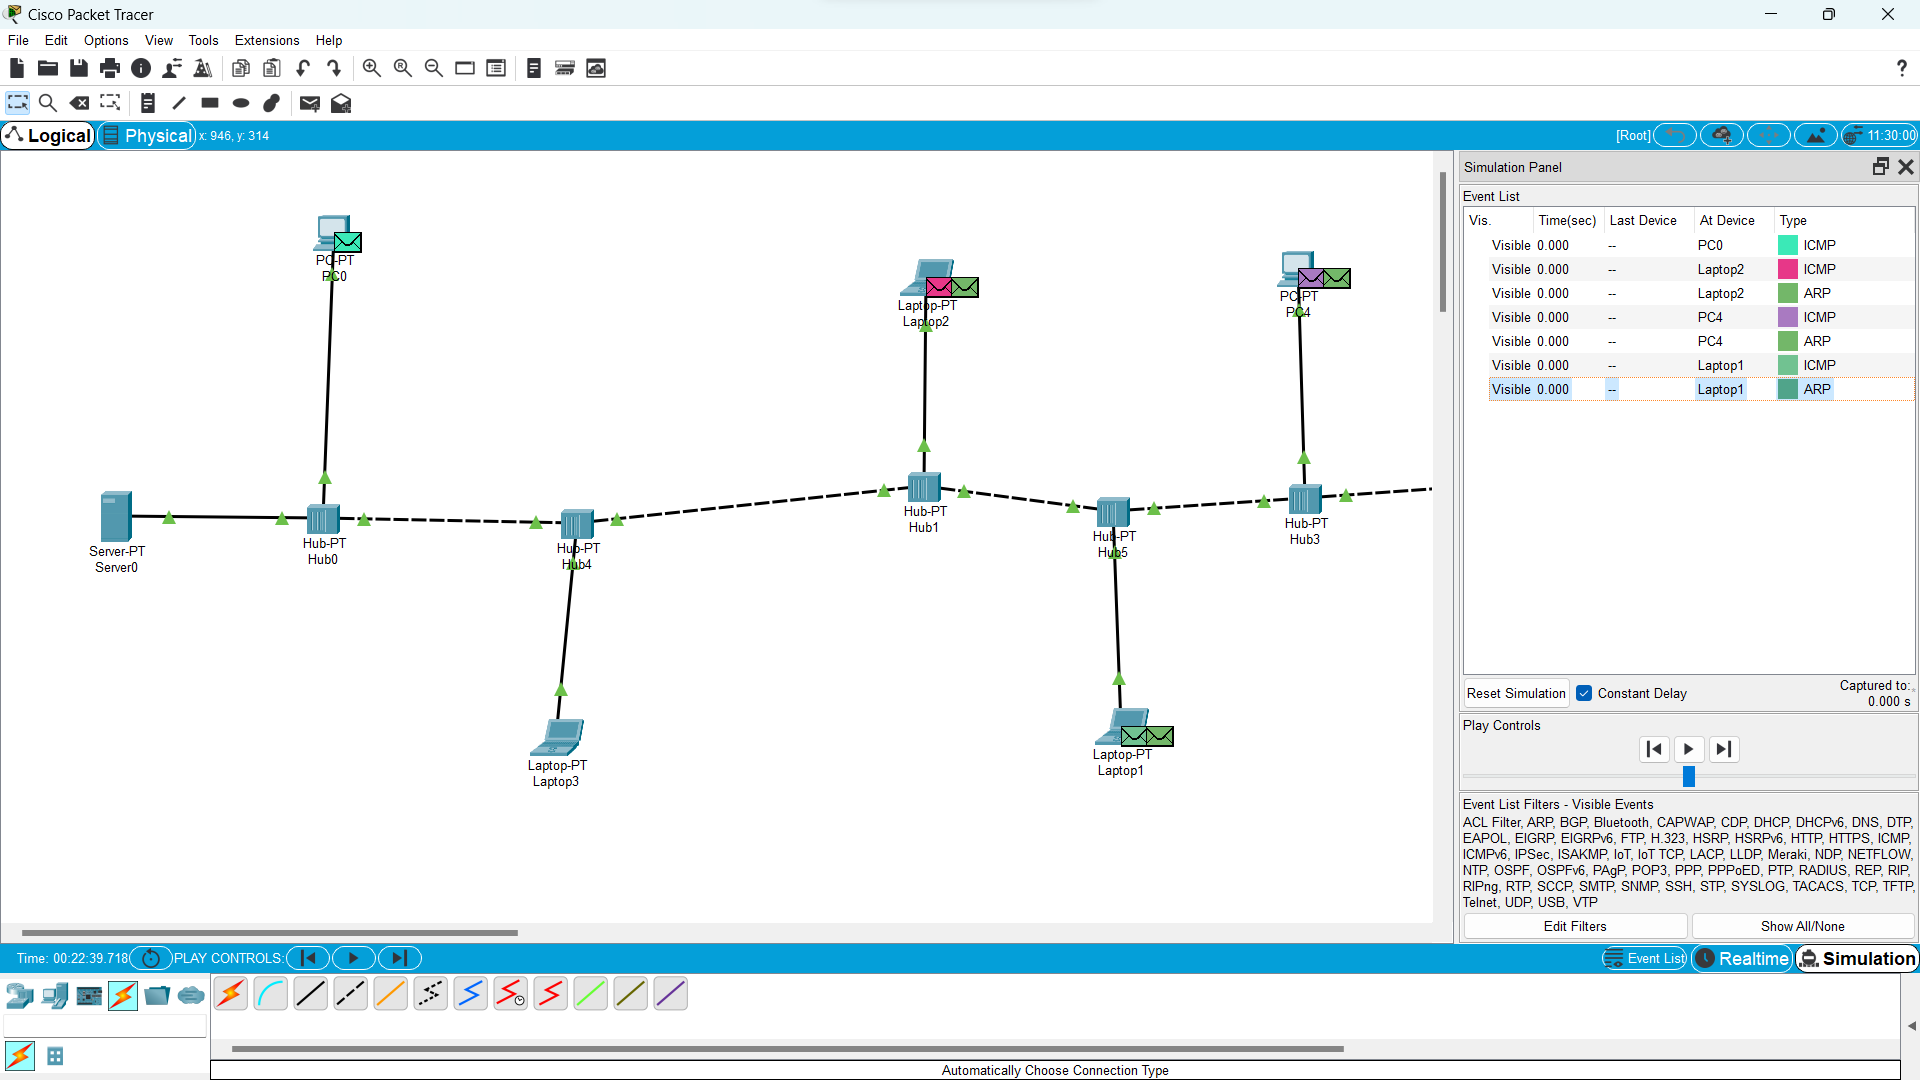 Cisco Packet Tracer
File Edit Options View Tools Extensions Help
?
Logical Physical x: 946, y: 314 [Root] 11:30:00
Simulation Panel
Event List
Vis. Time(sec) Last Device At Device Type
Visible 0.000 -- PC0 ICMP
Visible 0.000 -- Laptop2 ICMP
Visible 0.000 -- Laptop2 ARP
Visible 0.000 -- PC4 ICMP
Visible 0.000 -- PC4 ARP
Visible 0.000 -- Laptop1 ICMP
Visible 0.000 -- Laptop1 ARP
PC-PT
PC0
Laptop-PT
Laptop2
PC-PT
PC4
Server-PT
Server0
Hub-PT
Hub0
Hub-PT
Hub4
Hub-PT
Hub1
Hub-PT
Hub5
Hub-PT
Hub3
Laptop-PT
Laptop3
Laptop-PT
Laptop1
Reset Simulation Constant Delay Captured to:
0.000 s
Play Controls
Event List Filters - Visible Events
ACL Filter, ARP, BGP, Bluetooth, CAPWAP, CDP, DHCP, DHCPv6, DNS, DTP,
EAPOL, EIGRP, EIGRPv6, FTP, H.323, HSRP, HSRPv6, HTTP, HTTPS, ICMP,
ICMPv6, IPSec, ISAKMP, IoT, IoT TCP, LACP, LLDP, Meraki, NDP, NETFLOW,
NTP, OSPF, OSPFv6, PAgP, POP3, PPP, PPPoED, PTP, RADIUS, REP, RIP,
RIPng, RTP, SCCP, SMTP, SNMP, SSH, STP, SYSLOG, TACACS, TCP, TFTP,
Telnet, UDP, USB, VTP
Edit Filters Show All/None
Time: 00:22:39.718 PLAY CONTROLS: Event List Realtime Simulation
Automatically Choose Connection Type